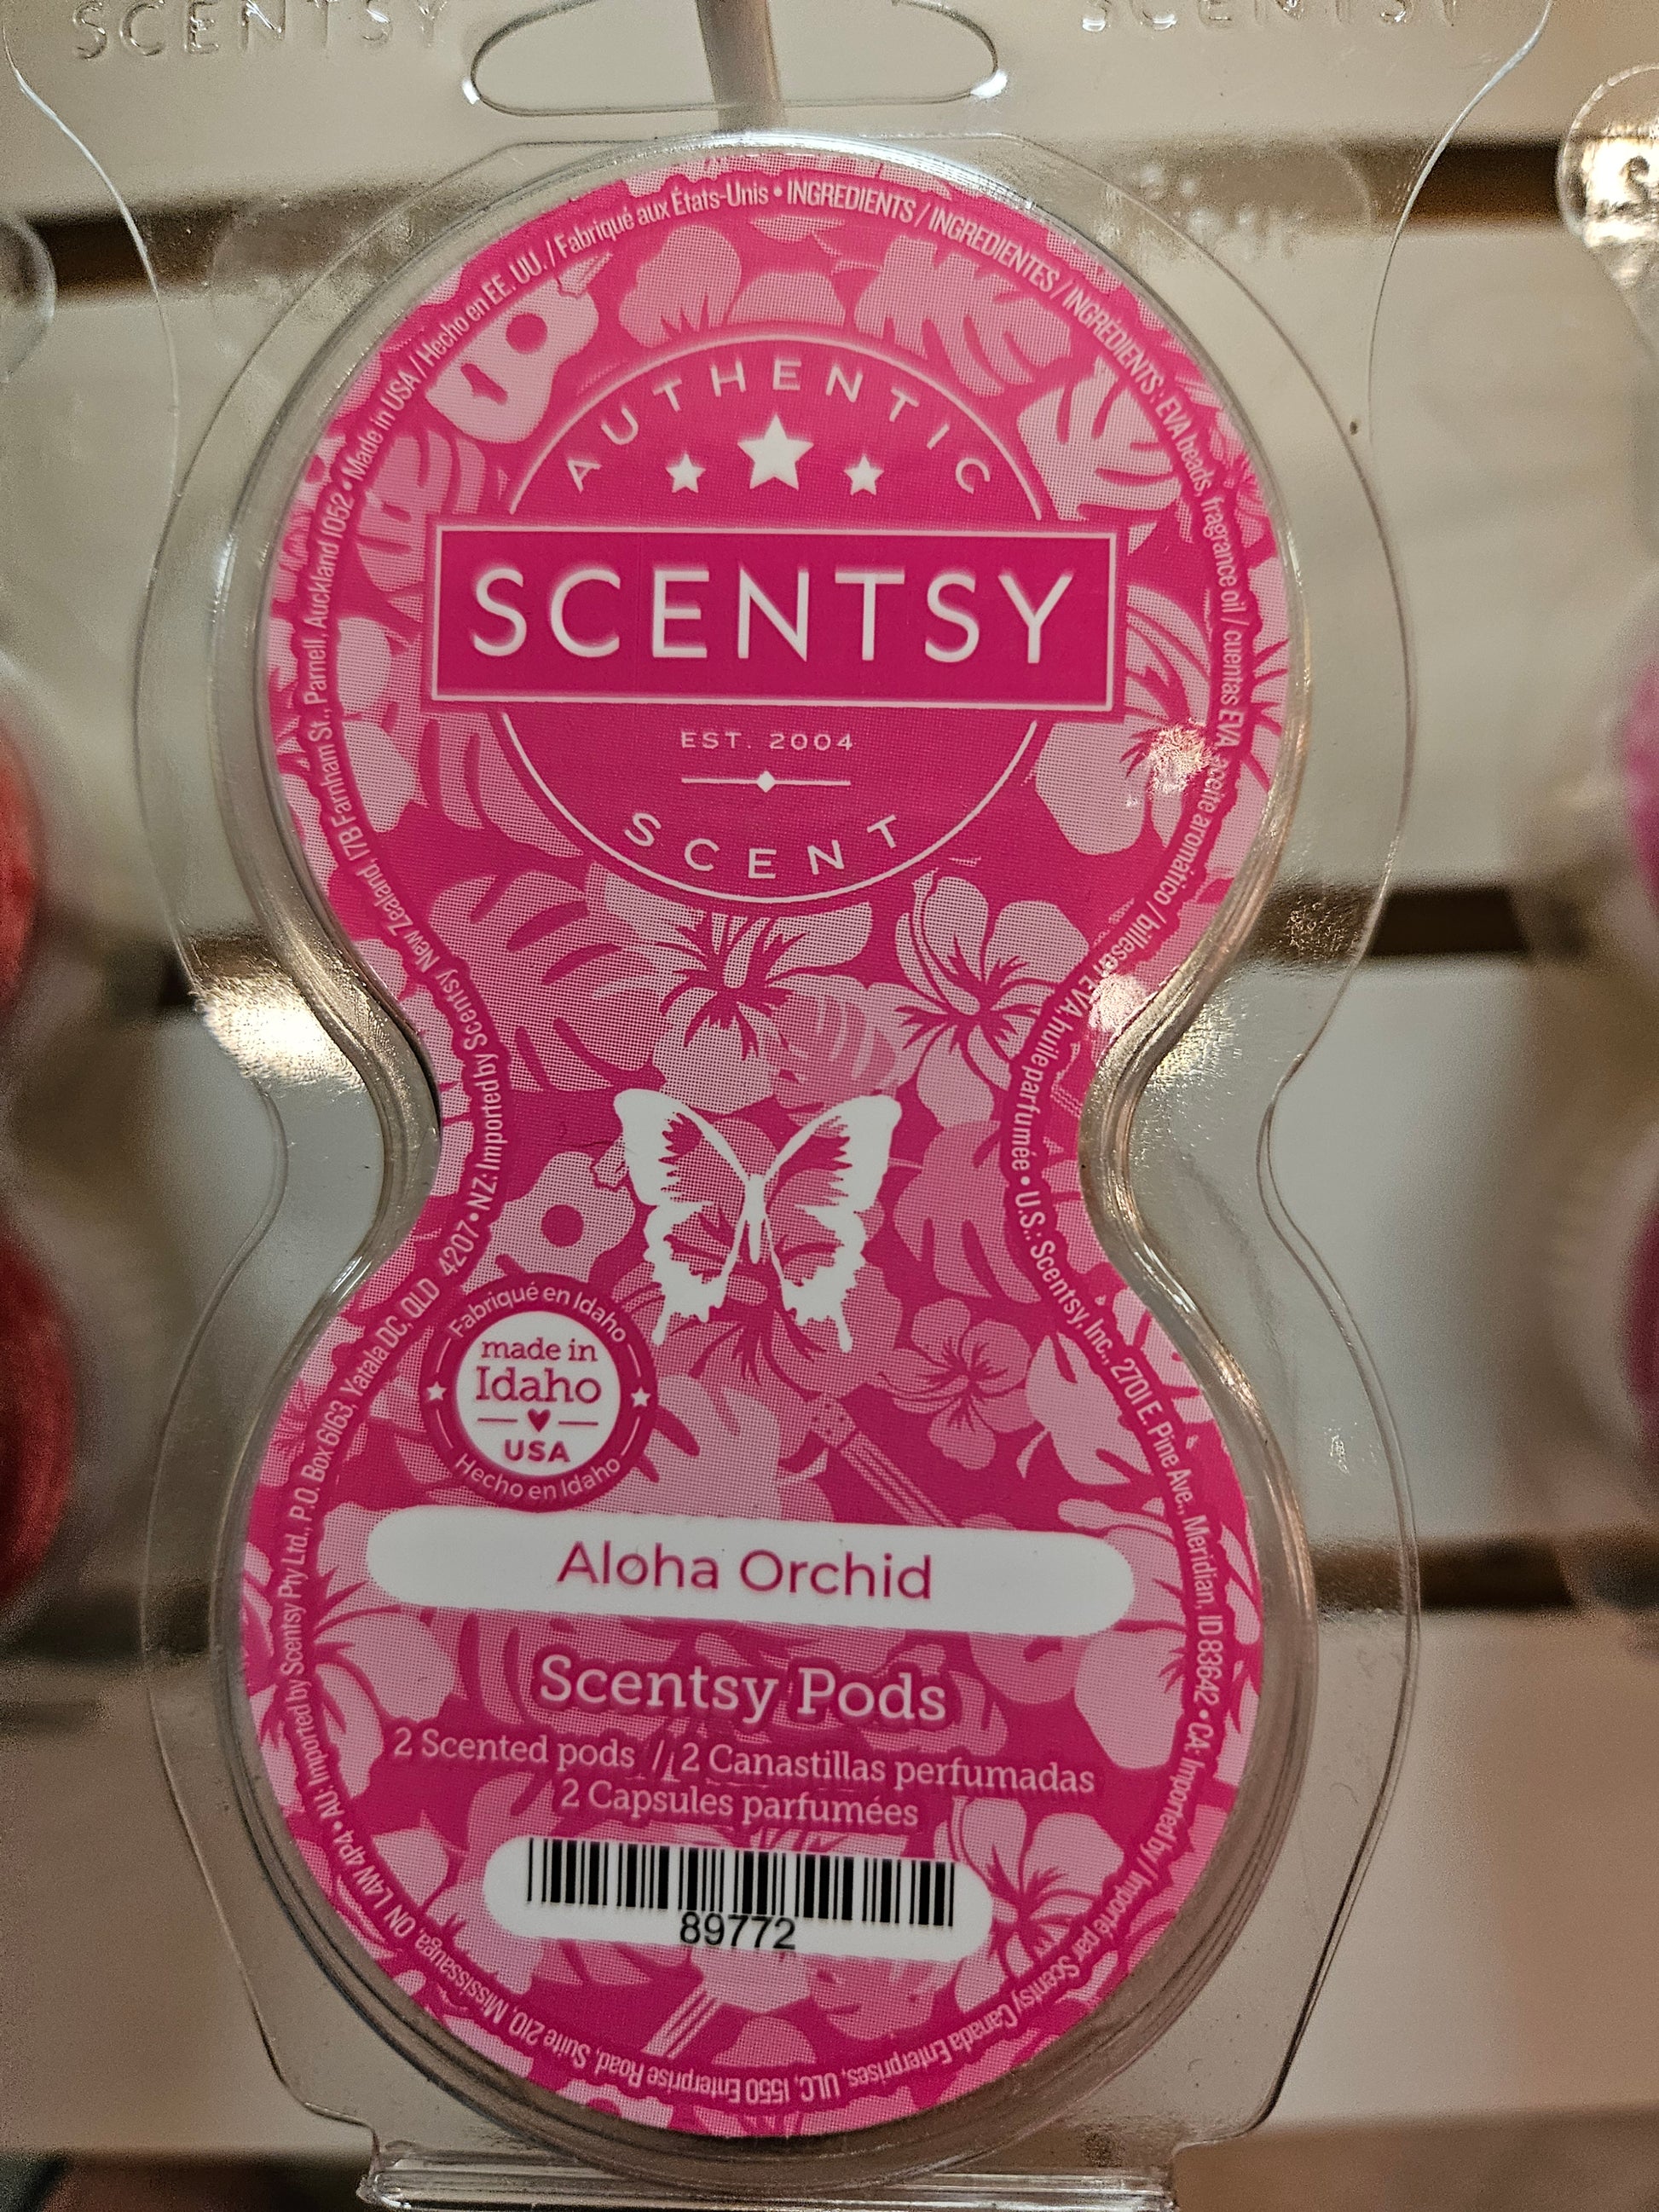 SCENTSY SCENTSY
AUTHENTIC
SCENTSY
EST. 2004
SCENT
Fabriqué en Idaho
made in
Idaho
USA
Hecho en Idaho
Aloha Orchid
Scentsy Pods
2 Scented pods // 2 Canastillas perfumadas
2 Capsules parfumées
89772
Made in USA / Hecho en EE. UU. / Fabriqué aux États-Unis • INGREDIENTS / INGREDIENTES / INGRÉDIENTS: EVA beads, fragrance oil / cuentas EVA, aceite aromático / billes en EVA, huile parfumée • U.S.: Scentsy, Inc., 2701 E. Pine Ave., Meridian, ID 83642 • CA: Imported by / Importé par Scentsy Canada Enterprises, ULC, 1550 Enterprise Road, Suite 210, Mississauga, ON L4W 4P4 • AU: Imported by Scentsy Pty Ltd., P.O. Box 6163, Yatala DC, QLD 4207 • NZ: Imported by Scentsy New Zealand, 17B Farnham St., Parnell, Auckland 1052 •